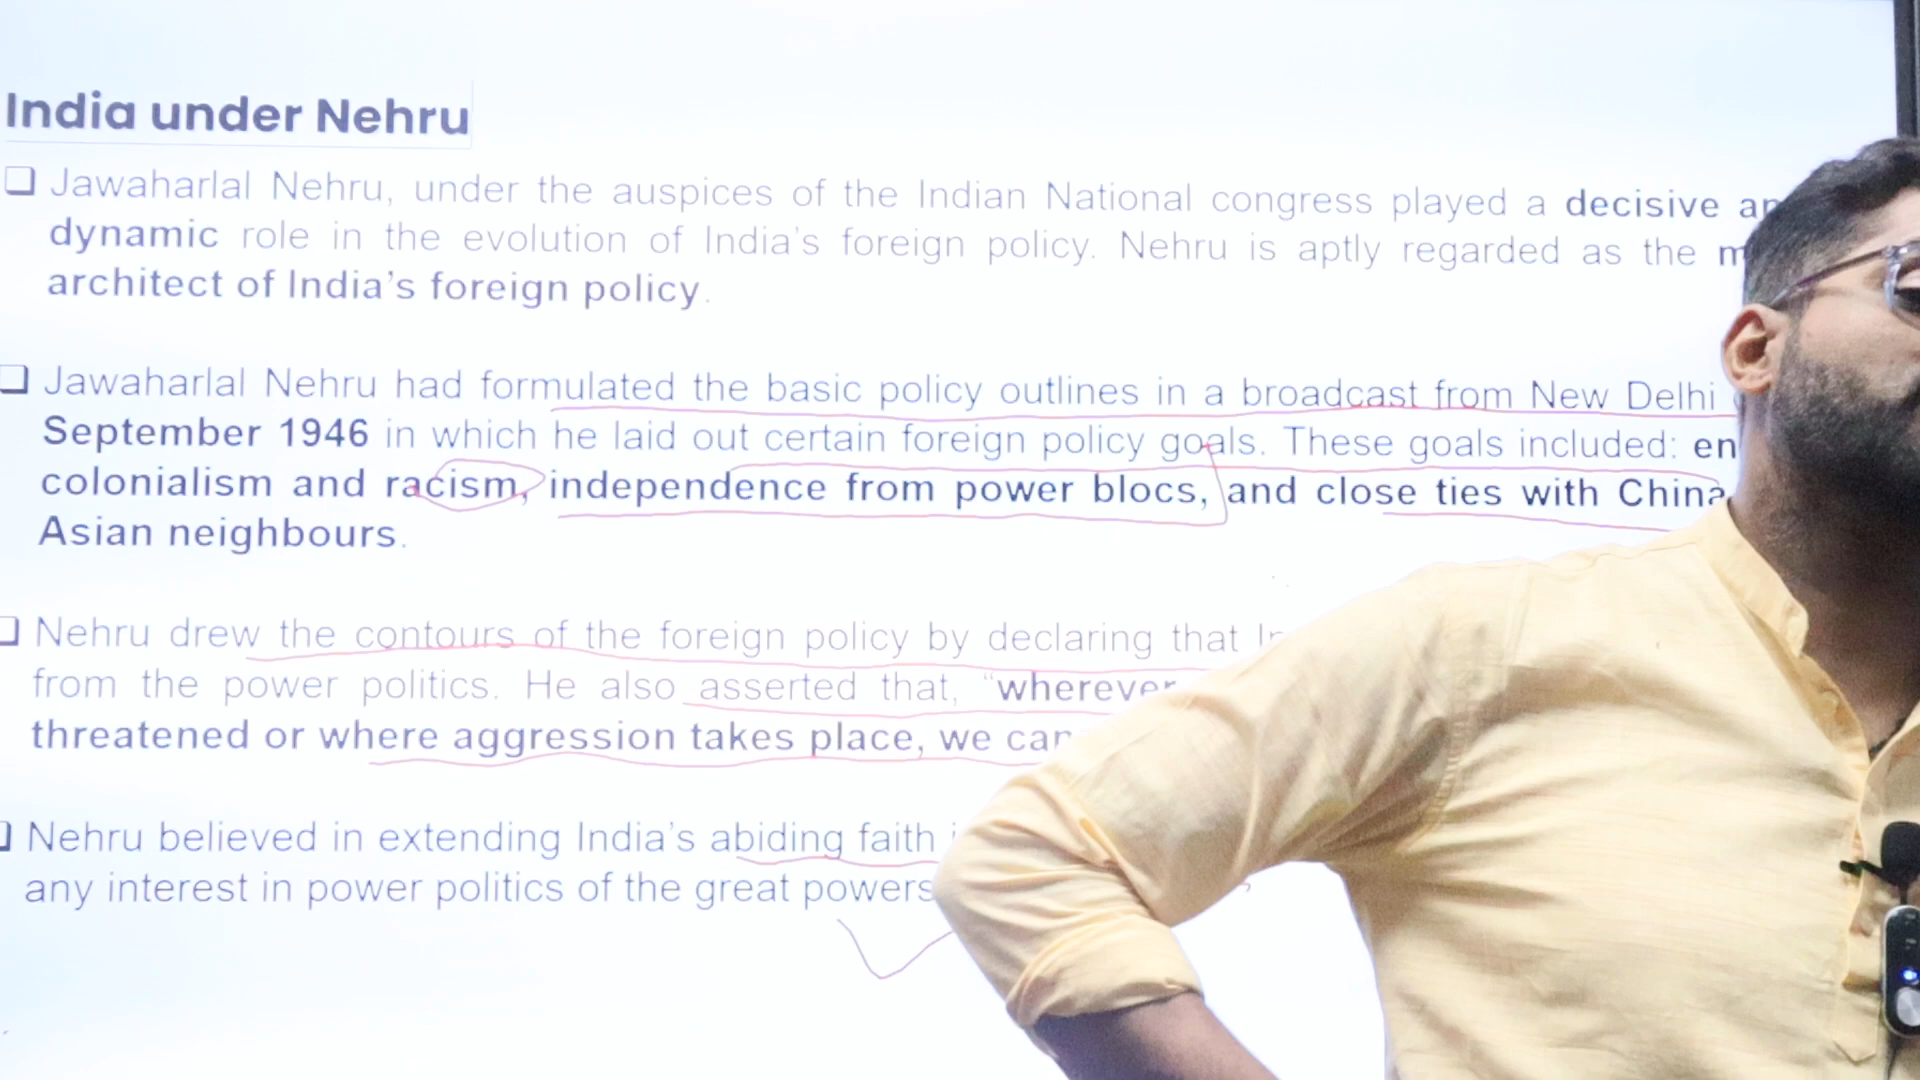 India under Nehru
❑ Jawaharlal Nehru, under the auspices of the Indian National congress played a decisive
dynamic role in the evolution of India's foreign policy. Nehru is aptly regarded as the
architect of India's foreign policy.
❑ Jawaharlal Nehru had formulated the basic policy outlines in a broadcast from New Delhi
September 1946 in which he laid out certain foreign policy goals. These goals included:
colonialism and racism, independence from power blocs, and close ties with China
Asian neighbours.
❑ Nehru drew the contours of the foreign policy by declaring that
from the power politics. He also asserted that, “wherever
threatened or where aggression takes place, we
❑ Nehru believed in extending India's abiding faith
any interest in power politics of the great powers